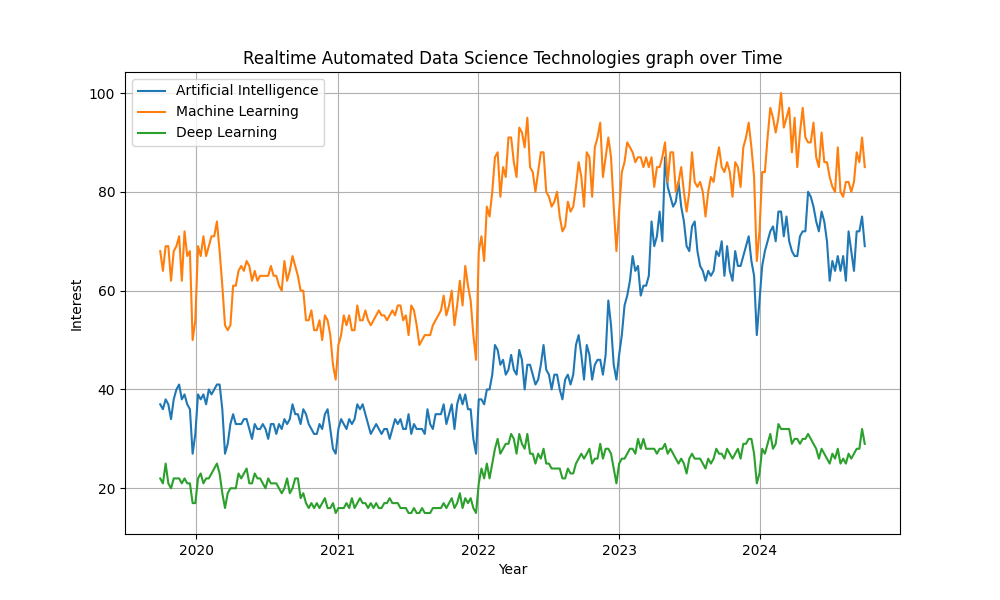 Realtime Automated Data Science Technologies graph over Time
Artificial Intelligence
Machine Learning
Deep Learning
100
80
60
40
20
Interest
2020 2021 2022 2023 2024
Year